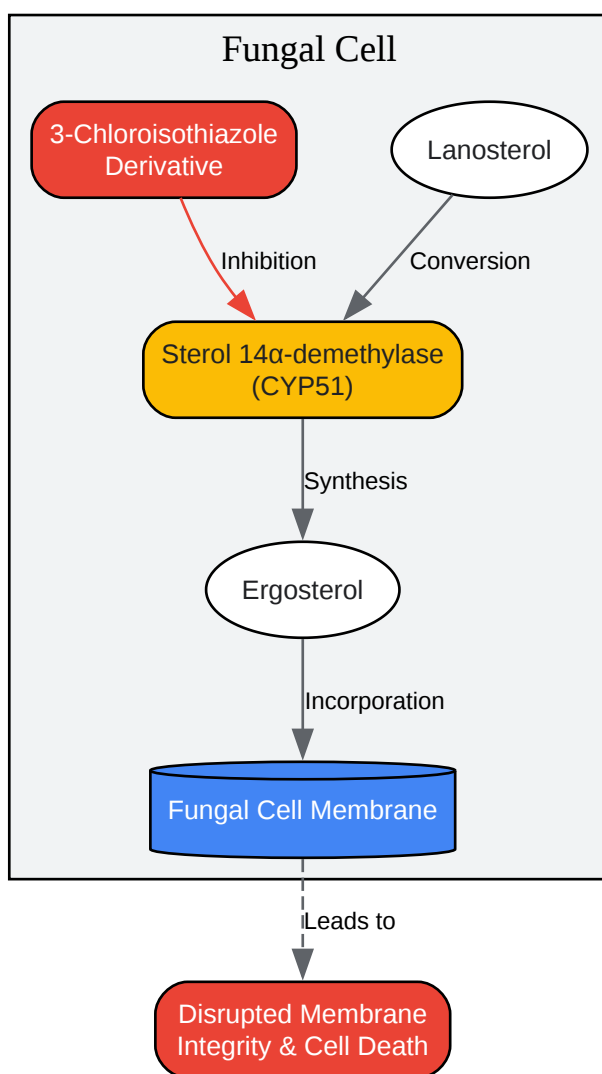 Fungal Cell
3-Chloroisothiazole
Derivative
Lanosterol
Inhibition
Conversion
Sterol 14α-demethylase
(CYP51)
Synthesis
Ergosterol
Incorporation
Fungal Cell Membrane
Leads to
Disrupted Membrane
Integrity & Cell Death